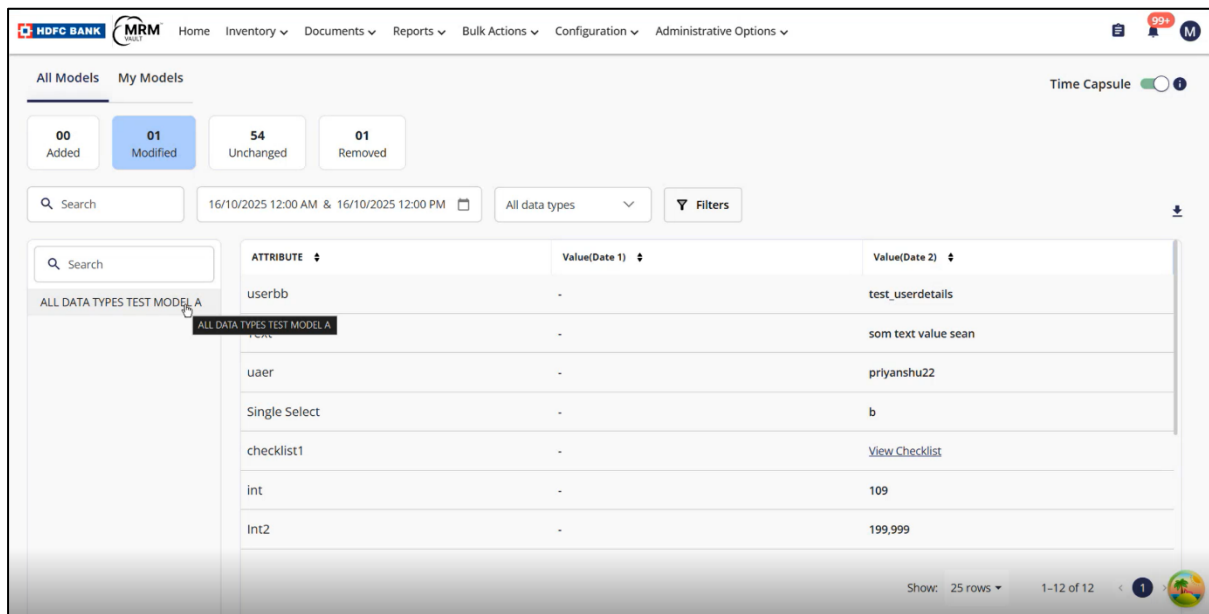 HDFC BANK MRM VAULT Home Inventory Documents Reports Bulk Actions Configuration Administrative Options 99+ M
All Models My Models
Time Capsule
00 01 54 01
Added Modified Unchanged Removed
Search 16/10/2025 12:00 AM & 16/10/2025 12:00 PM All data types Filters
Search
ATTRIBUTE Value(Date 1) Value(Date 2)
ALL DATA TYPES TEST MODEL A
userbb - test_userdetails
ALL DATA TYPES TEST MODEL A
- som text value sean
uaer - priyanshu22
Single Select - b
checklist1 - View Checklist
int - 109
Int2 - 199,999
Show: 25 rows 1–12 of 12 < 1 >